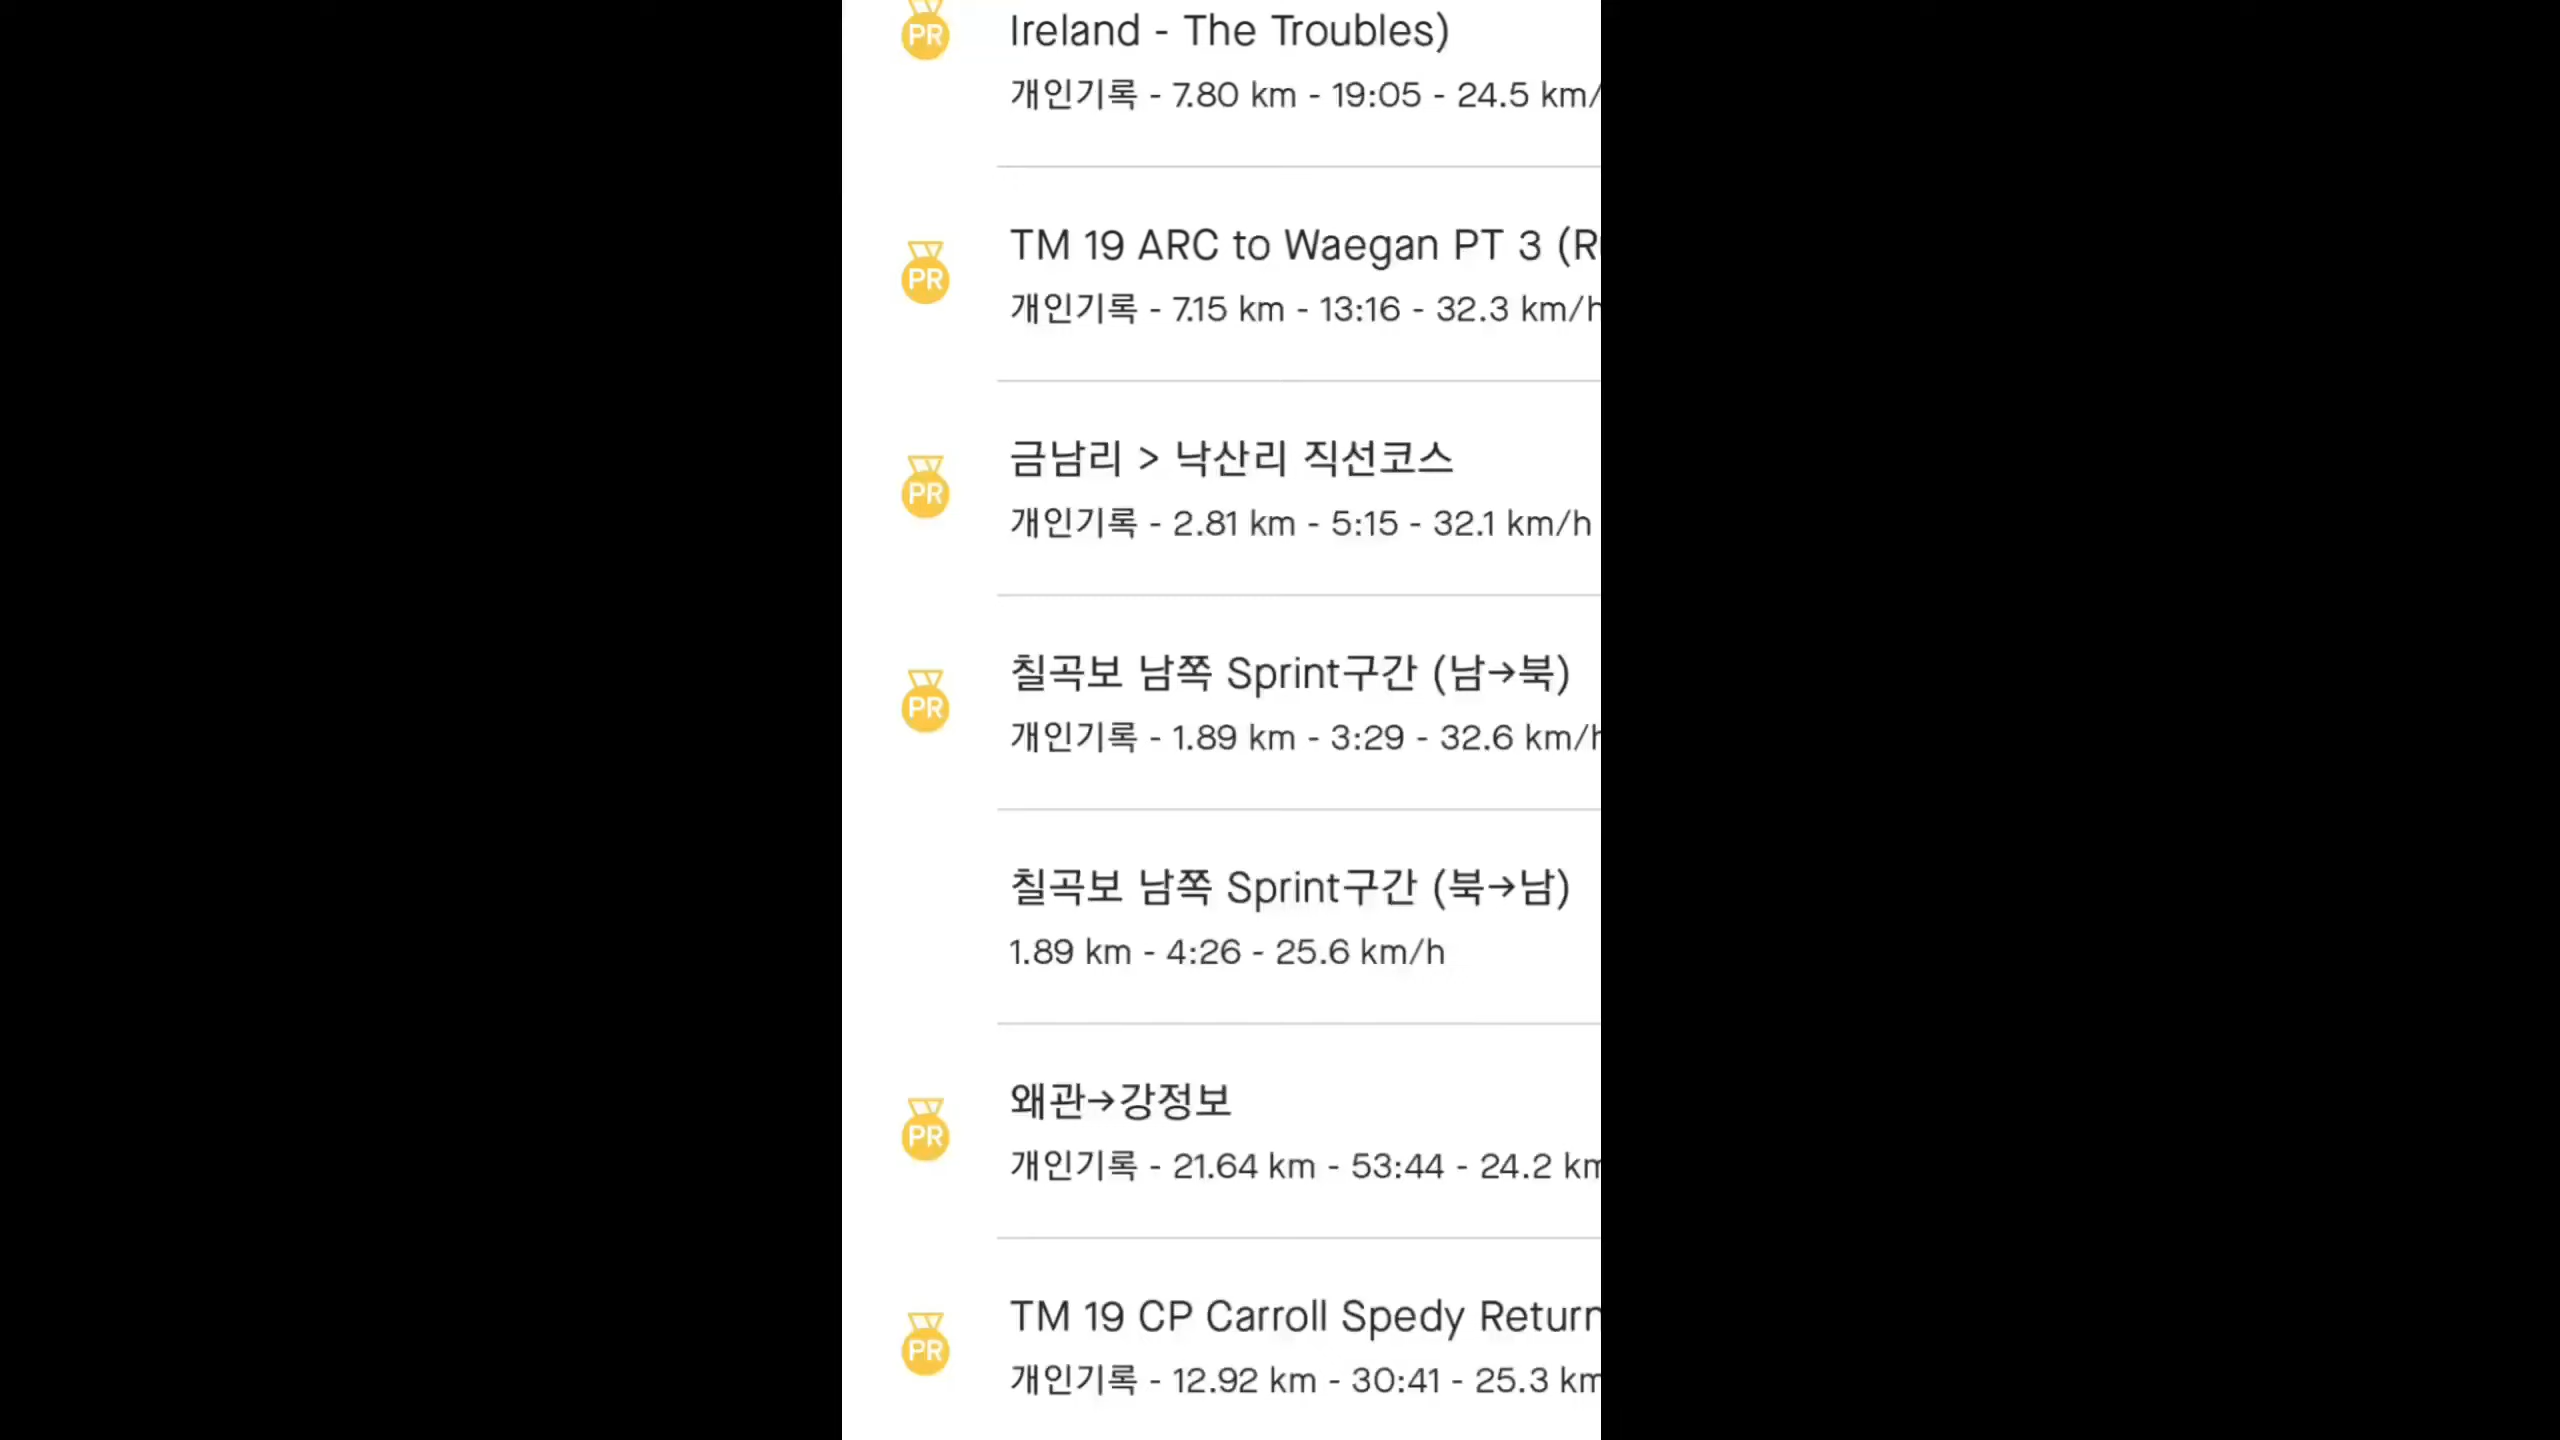 PR
Ireland - The Troubles)
개인기록 - 7.80 km - 19:05 - 24.5 km/
PR
TM 19 ARC to Waegan PT 3 (R
개인기록 - 7.15 km - 13:16 - 32.3 km/h
PR
금남리 > 낙산리 직선코스
개인기록 - 2.81 km - 5:15 - 32.1 km/h
PR
칠곡보 남쪽 Sprint구간 (남→북)
개인기록 - 1.89 km - 3:29 - 32.6 km/h
칠곡보 남쪽 Sprint구간 (북→남)
1.89 km - 4:26 - 25.6 km/h
PR
왜관→강정보
개인기록 - 21.64 km - 53:44 - 24.2 km
PR
TM 19 CP Carroll Spedy Return
개인기록 - 12.92 km - 30:41 - 25.3 km